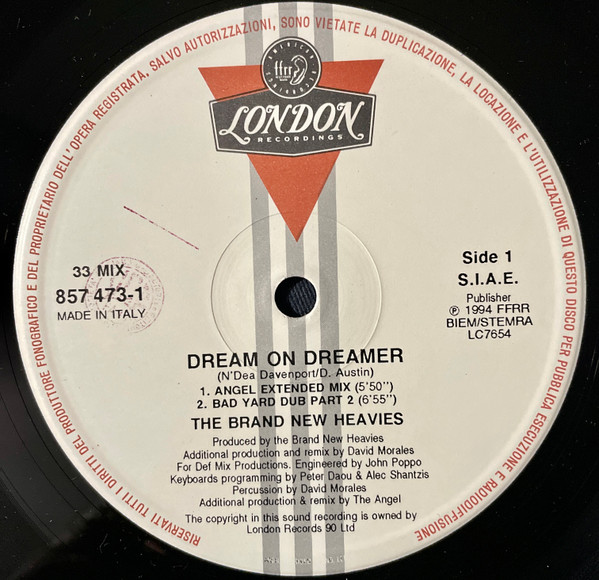 RISERVATI TUTTI I DIRITTI DEL PRODUTTORE FONOGRAFICO E DEL PROPRIETARIO DELL'OPERA REGISTRATA, SALVO AUTORIZZAZIONI, SONO VIETATE LA DUPLICAZIONE, LA LOCAZIONE E L'UTILIZZAZIONE DI QUESTO DISCO PER PUBBLICA ESECUZIONE E RADIODIFFUSIONE
ffrr
LONDON
RECORDINGS
33 MIX
857 473-1
MADE IN ITALY
Side 1
S.I.A.E.
Publisher
Ⓟ 1994 FFRR
BIEM/STEMRA
LC7654
DREAM ON DREAMER
(N'Dea Davenport/D. Austin)
1. ANGEL EXTENDED MIX (5'50'')
2. BAD YARD DUB PART 2 (6'55'')
THE BRAND NEW HEAVIES
Produced by the Brand New Heavies
Additional production and remix by David Morales
For Def Mix Productions. Engineered by John Poppo
Keyboards programming by Peter Daou & Alec Shantzis
Percussion by David Morales
Additional production & remix by The Angel
The copyright in this sound recording is owned by
London Records 90 Ltd